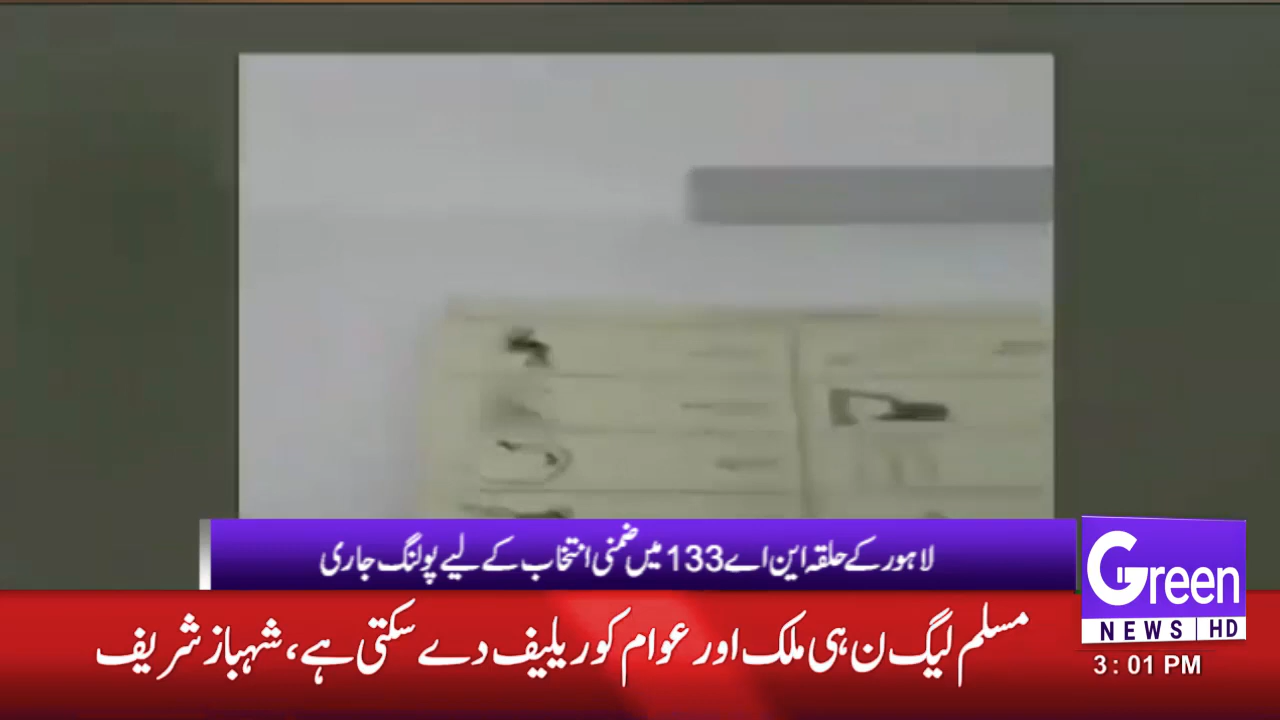 لاہور کے حلقہ این اے 133 میں ضمنی انتخاب کے لیے پولنگ جاری
مسلم لیگ ن ہی ملک اور عوام کو ریلیف دے سکتی ہے، شہباز شریف
Green
NEWS HD
3:01 PM